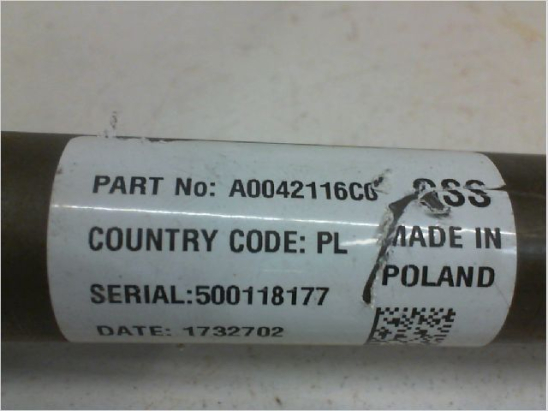 PART No: A0042116C0
COUNTRY CODE: PL
SERIAL:500118177
DATE: 1732702
MADE IN
POLAND